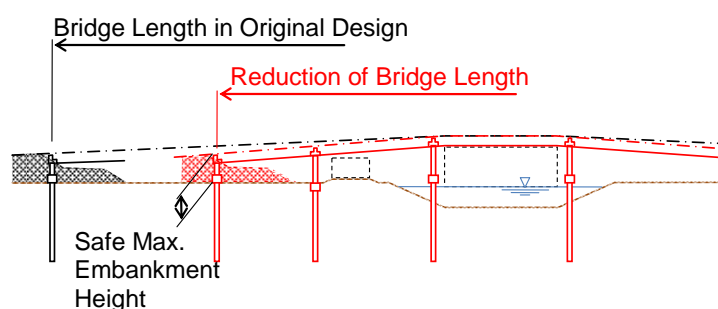 Bridge Length in Original Design
Reduction of Bridge Length
Safe Max.
Embankment
Height